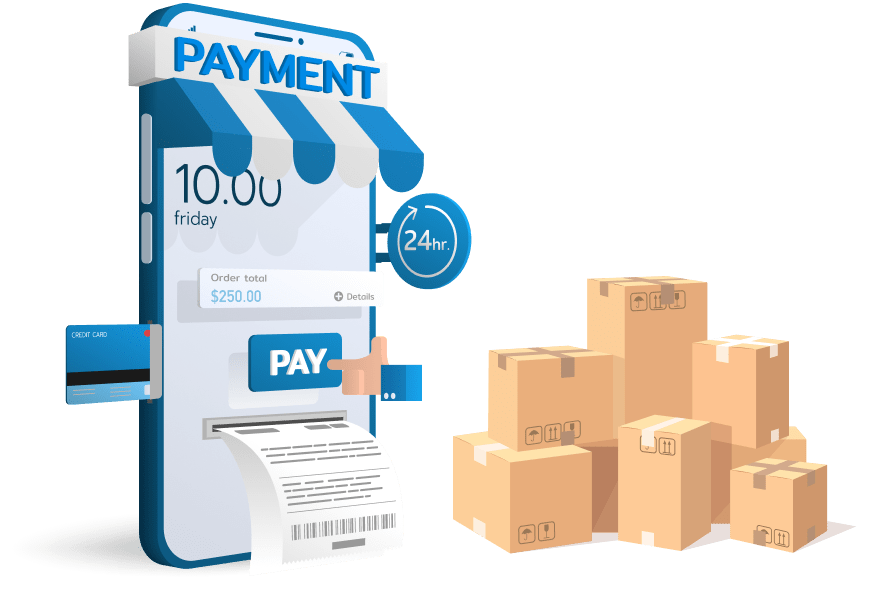 PAYMENT
10.00
friday
24hr.
Order total
$250.00
Details
CREDIT CARD
PAY